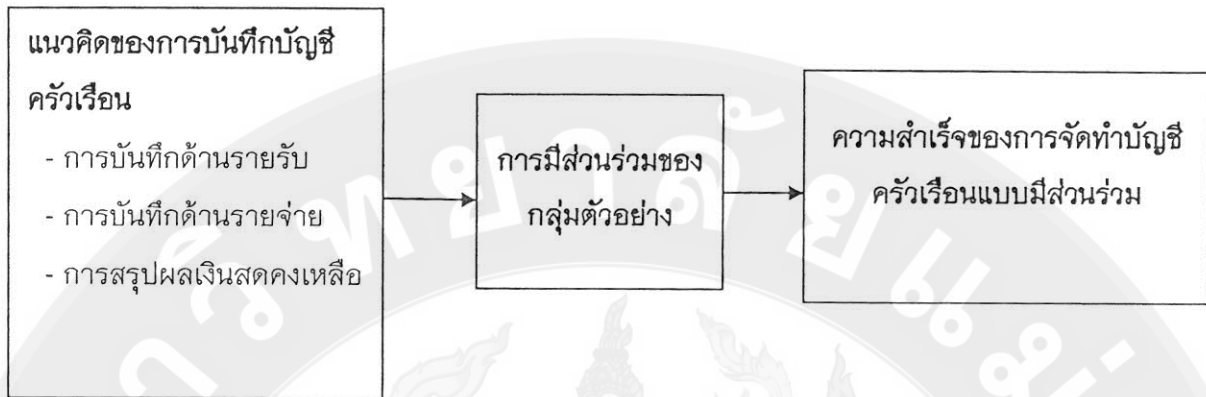 แนวคิดของการบันทึกบัญชี
ครัวเรือน
- การบันทึกด้านรายรับ
- การบันทึกด้านรายจ่าย
- การสรุปผลเงินสดคงเหลือ
การมีส่วนร่วมของ
กลุ่มตัวอย่าง
ความสำเร็จของการจัดทำบัญชี
ครัวเรือนแบบมีส่วนร่วม